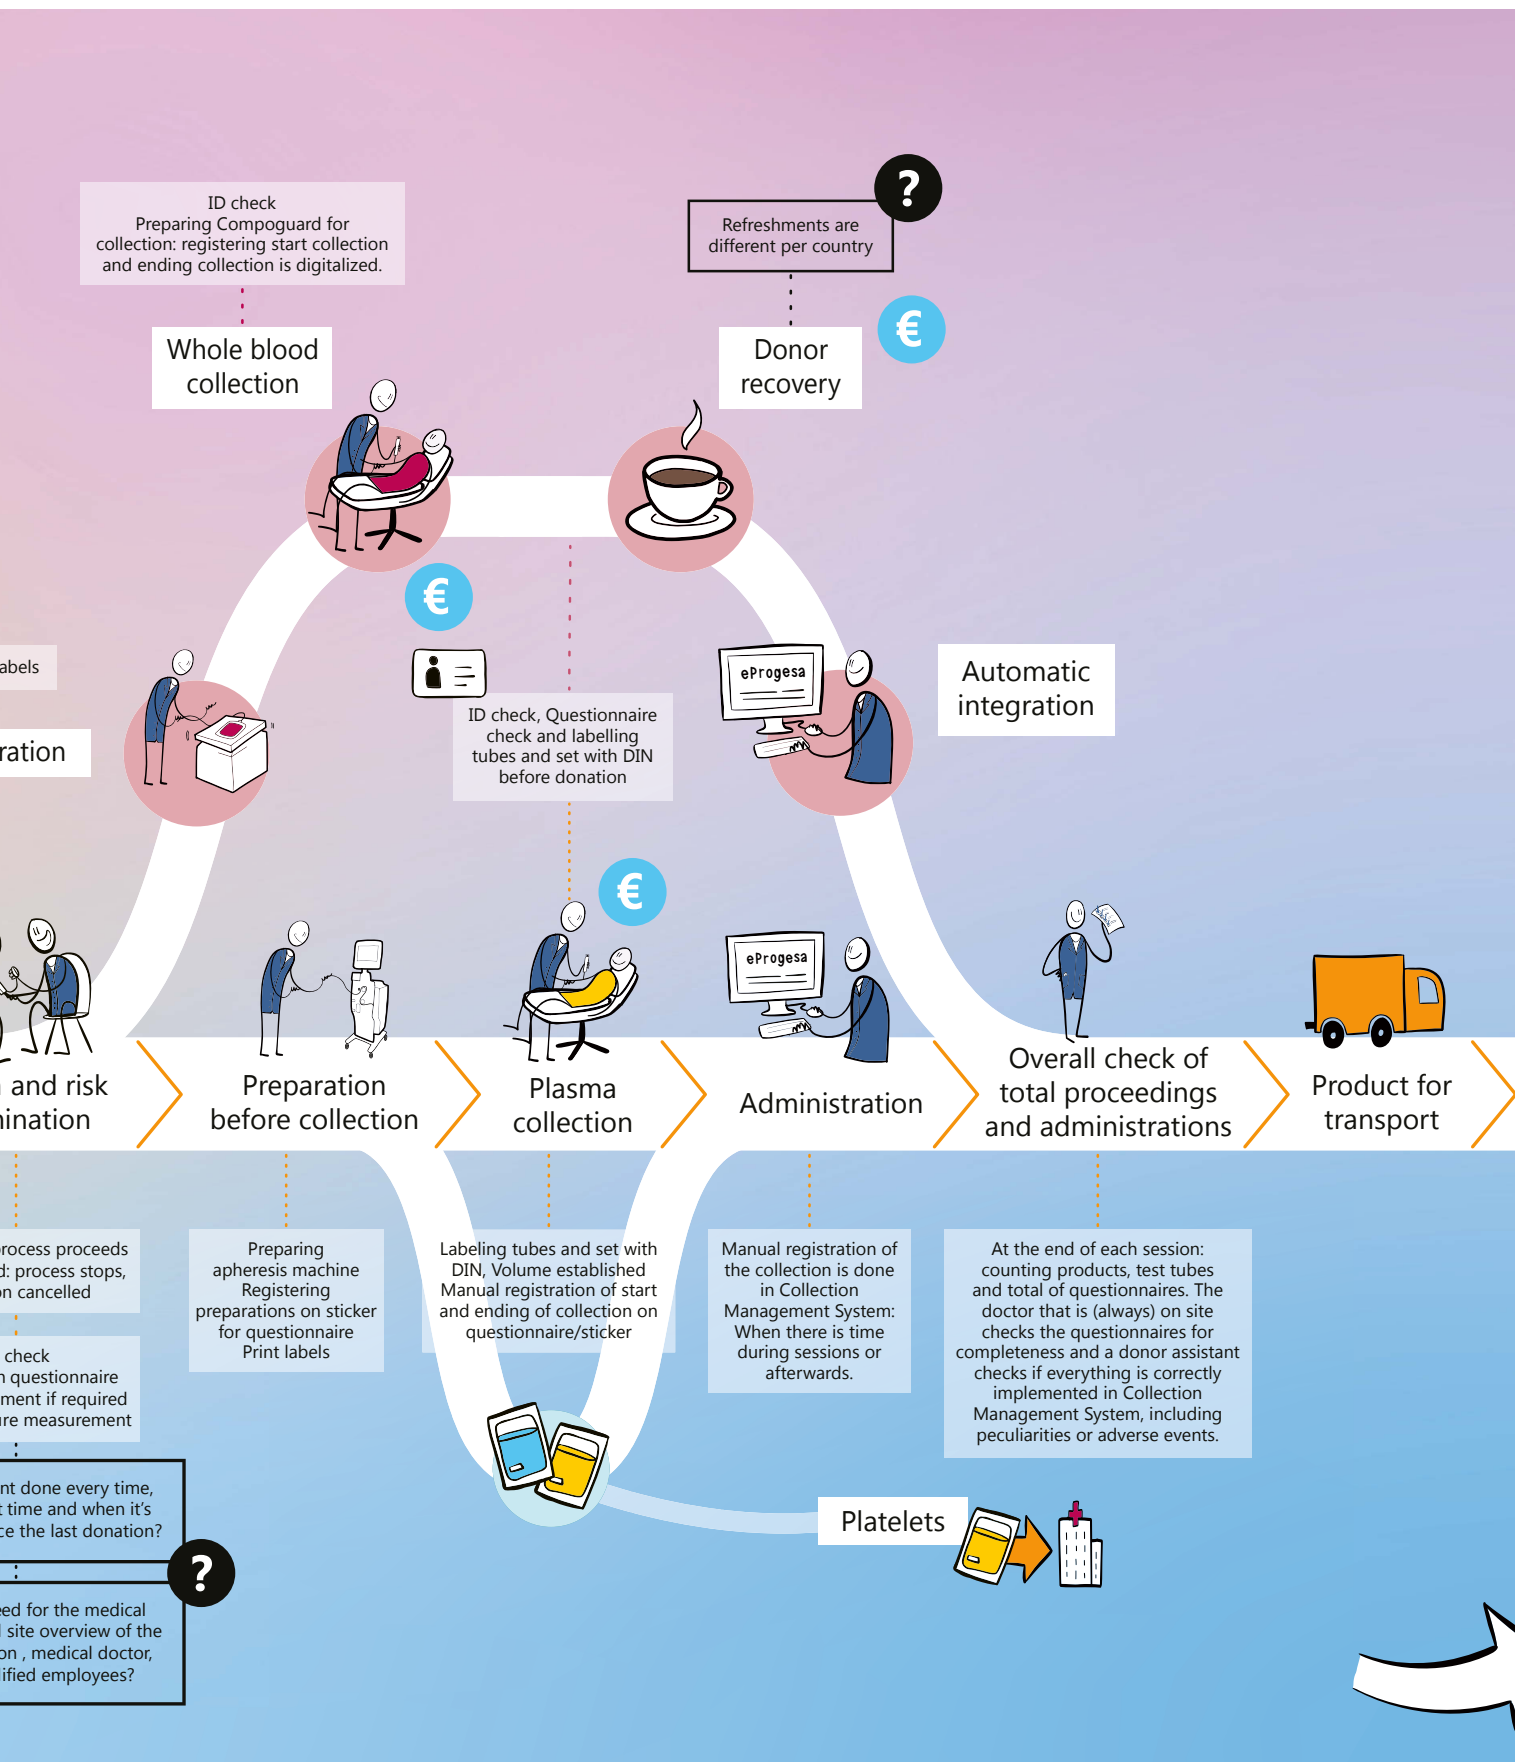 ID check
Preparing Compoguard for
collection: registering start collection
and ending collection is digitalized.
Whole blood
collection
?
Refreshments are
different per country
€
Donor
recovery
€
abels
ration
ID check, Questionnaire
check and labelling
tubes and set with DIN
before donation
€
eProgesa
Automatic
integration
eProgesa
and risk
ination
Preparation
before collection
Plasma
collection
Administration
Overall check of
total proceedings
and administrations
Product for
transport
process proceeds
d: process stops,
on cancelled
check
n questionnaire
ment if required
ure measurement
nt done every time,
t time and when it's
ce the last donation?
?
eed for the medical
l site overview of the
on , medical doctor,
lified employees?
Preparing
apheresis machine
Registering
preparations on sticker
for questionnaire
Print labels
Labeling tubes and set with
DIN, Volume established
Manual registration of start
and ending of collection on
questionnaire/sticker
Manual registration of
the collection is done
in Collection
Management System:
When there is time
during sessions or
afterwards.
At the end of each session:
counting products, test tubes
and total of questionnaires. The
doctor that is (always) on site
checks the questionnaires for
completeness and a donor assistant
checks if everything is correctly
implemented in Collection
Management System, including
peculiarities or adverse events.
Platelets